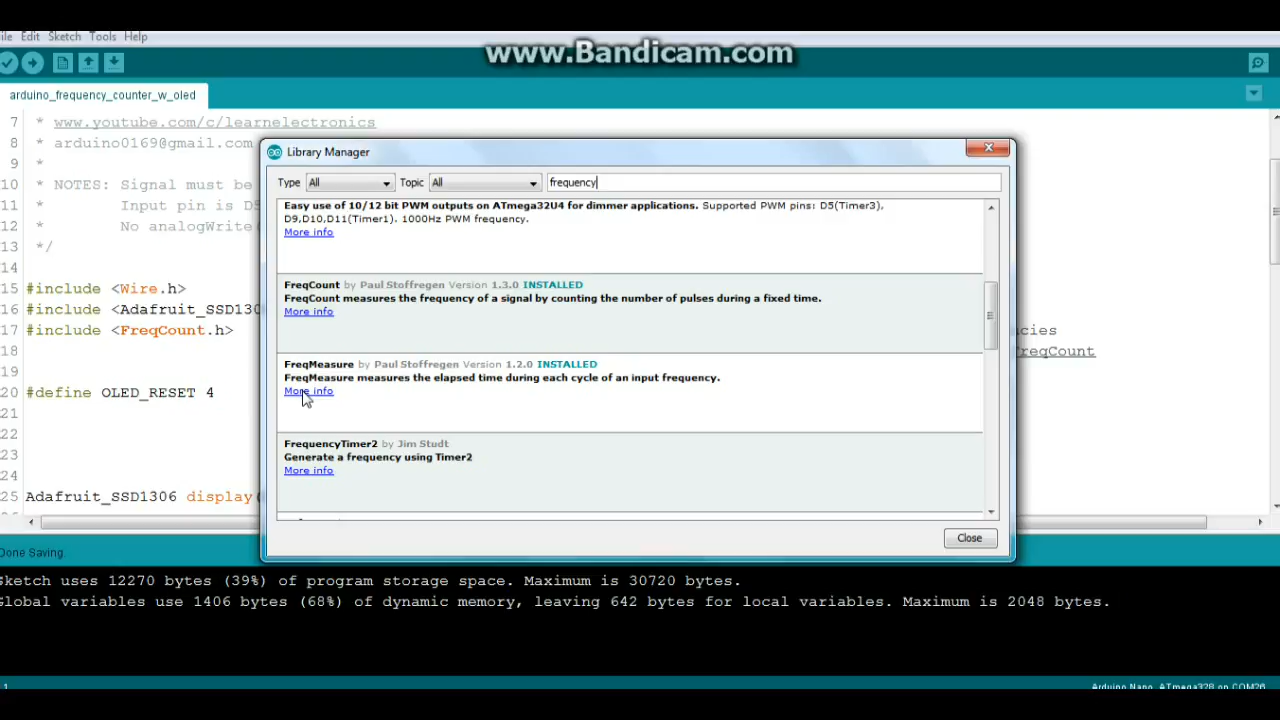 www.Bandicam.com
ile Edit Sketch Tools Help
arduino_frequency_counter_w_oled
7 * www.youtube.com/c/learnelectronics
8 * arduino0169@gmail.com
9 *
10 * NOTES: Signal must be
11 Input pin is D5
12 No analogWrite(
13 */
14
15 #include <Wire.h>
16 #include <Adafruit_SSD130
17 #include <FreqCount.h> ncies
18 FreqCount
19
20 #define OLED_RESET 4
21
22
23
24
25 Adafruit_SSD1306 display(
Library Manager
Type All Topic All frequency
Easy use of 10/12 bit PWM outputs on ATmega32U4 for dimmer applications. Supported PWM pins: D5(Timer3),
D9,D10,D11(Timer1). 1000Hz PWM frequency.
More info
FreqCount by Paul Stoffregen Version 1.3.0 INSTALLED
FreqCount measures the frequency of a signal by counting the number of pulses during a fixed time.
More info
FreqMeasure by Paul Stoffregen Version 1.2.0 INSTALLED
FreqMeasure measures the elapsed time during each cycle of an input frequency.
More info
FrequencyTimer2 by Jim Studt
Generate a frequency using Timer2
More info
Close
Done Saving.
Sketch uses 12270 bytes (39%) of program storage space. Maximum is 30720 bytes.
Global variables use 1406 bytes (68%) of dynamic memory, leaving 642 bytes for local variables. Maximum is 2048 bytes.
1 Arduino Nano, ATmega328 on COM26